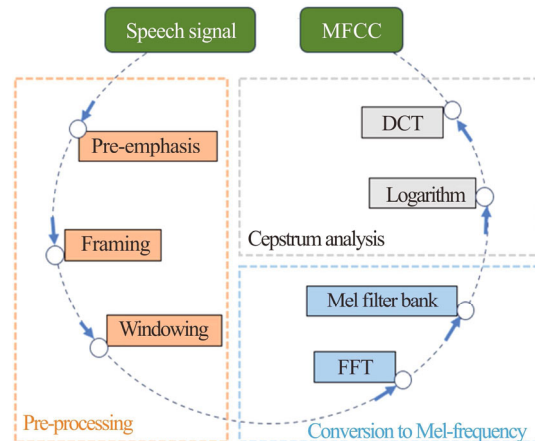 Speech signal
MFCC
Pre-emphasis
Framing
Windowing
Pre-processing
DCT
Logarithm
Cepstrum analysis
Mel filter bank
FFT
Conversion to Mel-frequency